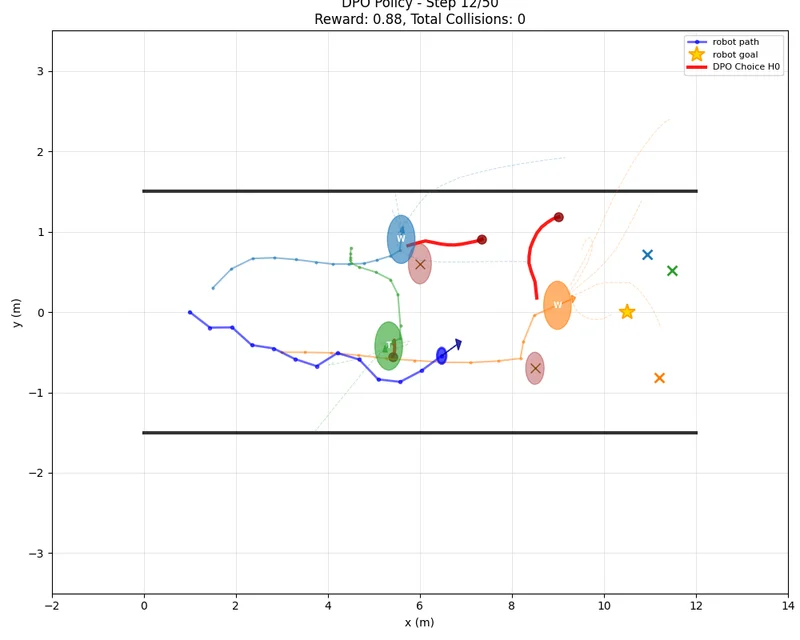 DPO Policy - Step 12/50
Reward: 0.88, Total Collisions: 0
robot path
robot goal
DPO Choice H0
3
2
1
0
−1
−2
−3
y (m)
W
W
T
−2
0
2
4
6
8
10
12
14
x (m)